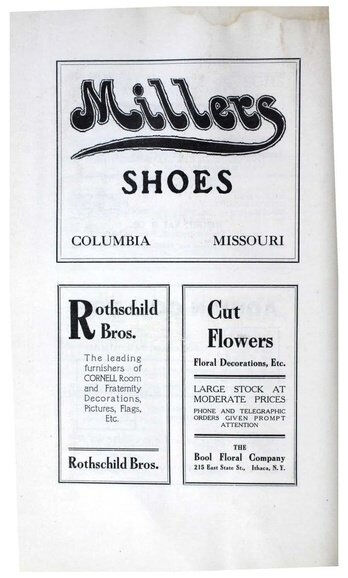 Millers
SHOES
COLUMBIA MISSOURI
Rothschild
Bros.
The leading
furnishers of
CORNELL Room
and Fraternity
Decorations,
Pictures, Flags,
Etc.
Rothschild Bros.
Cut
Flowers
Floral Decorations, Etc.
LARGE STOCK AT
MODERATE PRICES
PHONE AND TELEGRAPHIC
ORDERS GIVEN PROMPT
ATTENTION
THE
Bool Floral Company
215 East State St., Ithaca, N. Y.